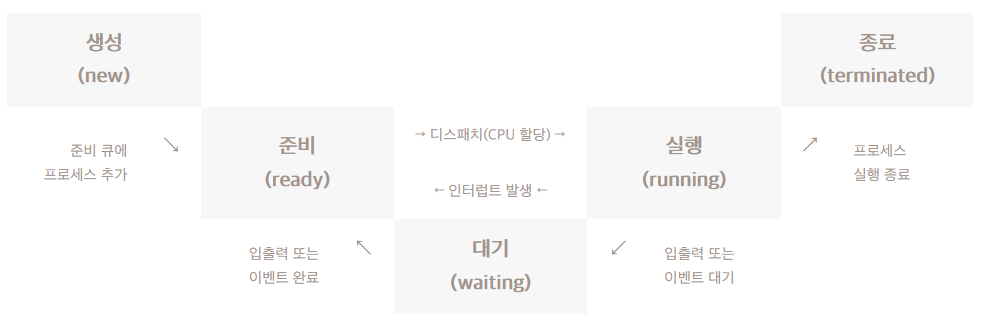 생성
(new)
종료
(terminated)
준비 큐에
프로세스 추가
↘
준비
(ready)
→ 디스패치(CPU 할당) →
← 인터럽트 발생 ←
실행
(running)
↗
프로세스
실행 종료
입출력 또는
이벤트 완료
↖
대기
(waiting)
↙
입출력 또는
이벤트 대기